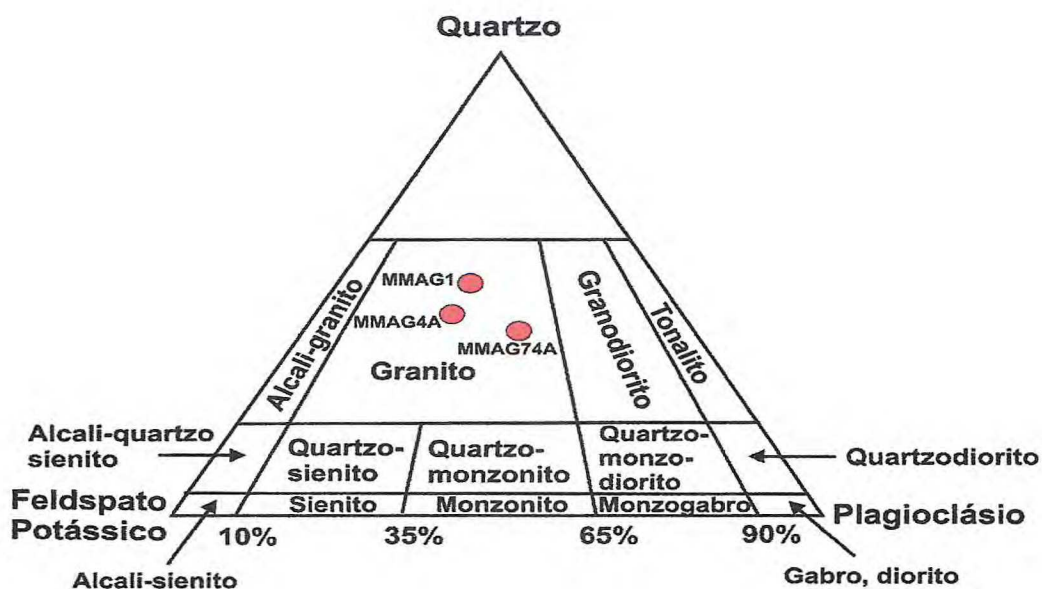 Quartzo
Alcali-granito
MMAG1
MMAG4A
MMAG74A
Granito
Granodiorito
Tonalito
Alcali-quartzo
sienito
Quartzo-
sienito
Quartzo-
monzonito
Quartzo-
monzo-
diorito
Quartzodiorito
Feldspato
Potássico
Sienito
Monzonito
Monzogabro
Plagioclásio
10%
35%
65%
90%
Alcali-sienito
Gabro, diorito